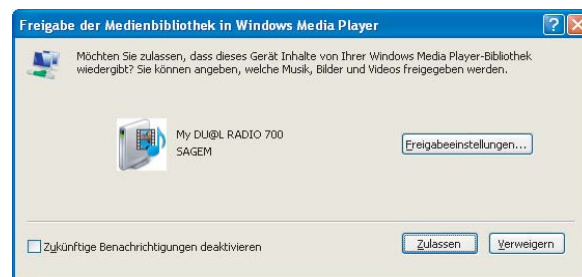 Freigabe der Medienbibliothek in Windows Media Player
Möchten Sie zulassen, dass dieses Gerät Inhalte von Ihrer Windows Media Player-Bibliothek
wiedergibt? Sie können angeben, welche Musik, Bilder und Videos freigegeben werden.
My DU@L RADIO 700
SAGEM
Freigabeeinstellungen...
Zukünftige Benachrichtigungen deaktivieren
Zulassen
Verweigern